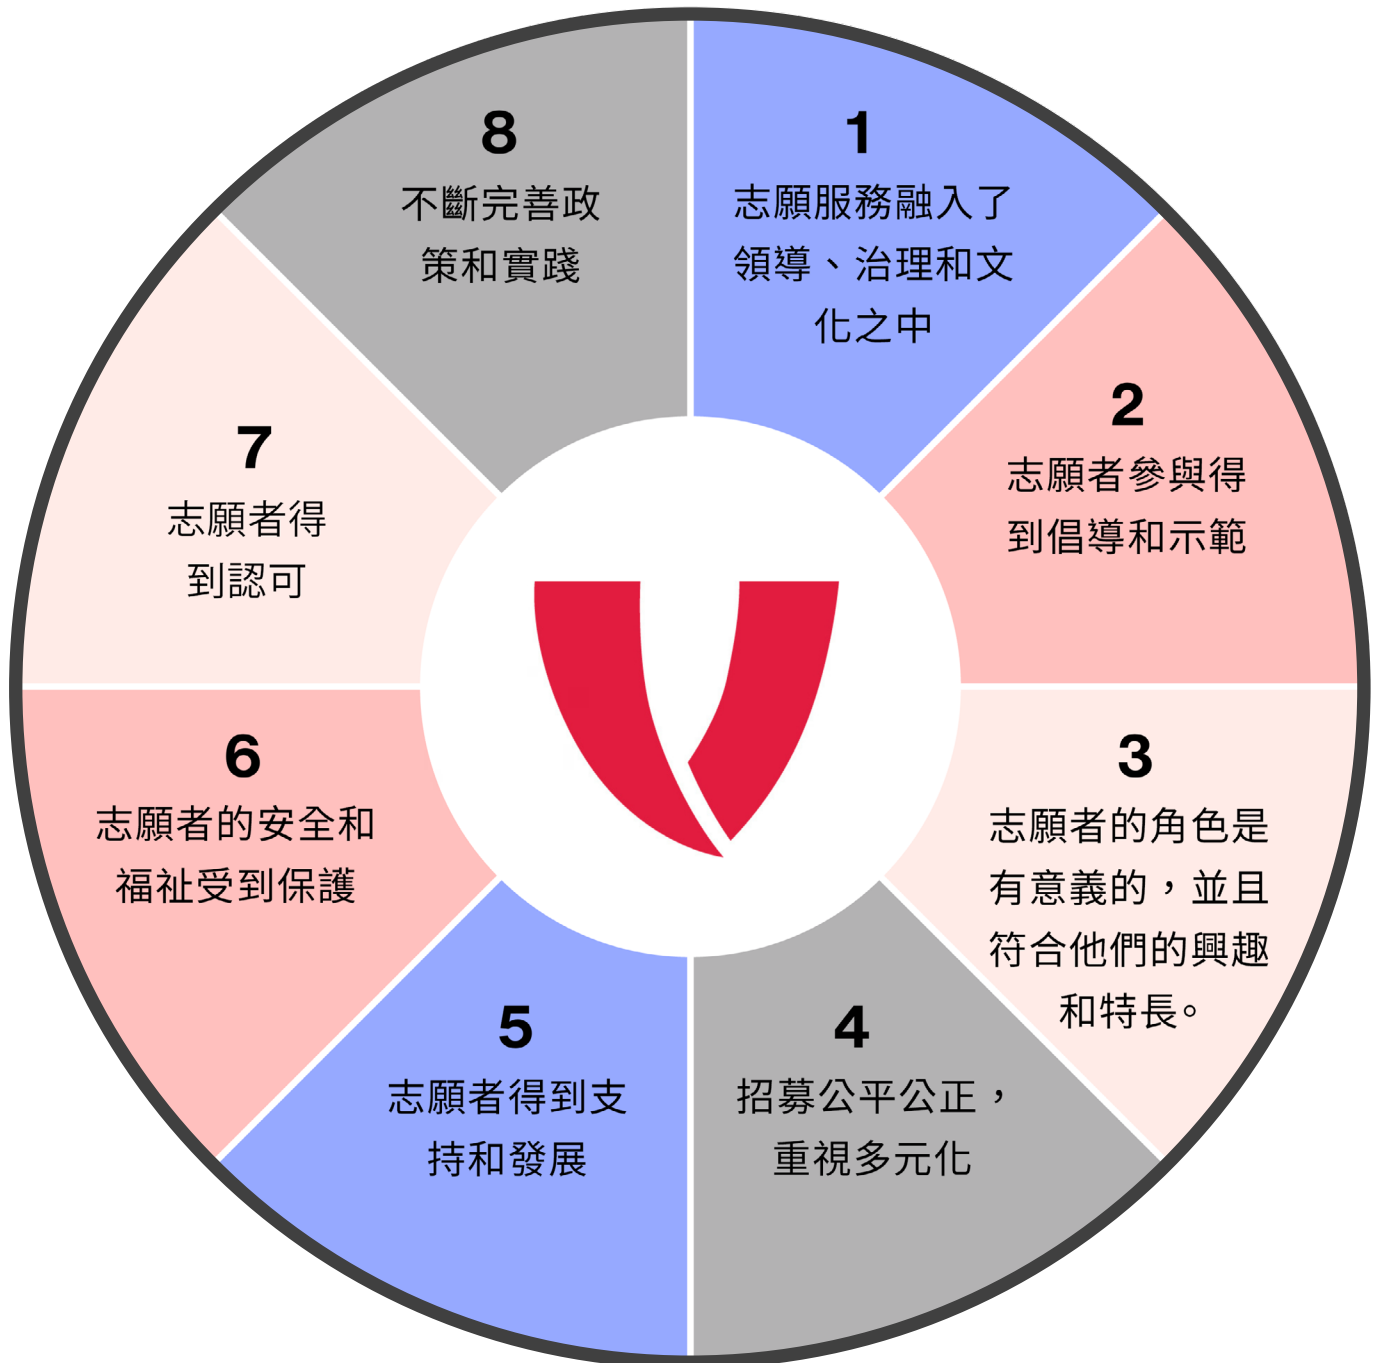 1
志願服務融入了
領導、治理和文
化之中
2
志願者參與得
到倡導和示範
3
志願者的角色是
有意義的，並且
符合他們的興趣
和特長。
4
招募公平公正，
重視多元化
5
志願者得到支
持和發展
6
志願者的安全和
福祉受到保護
7
志願者得
到認可
8
不斷完善政
策和實踐